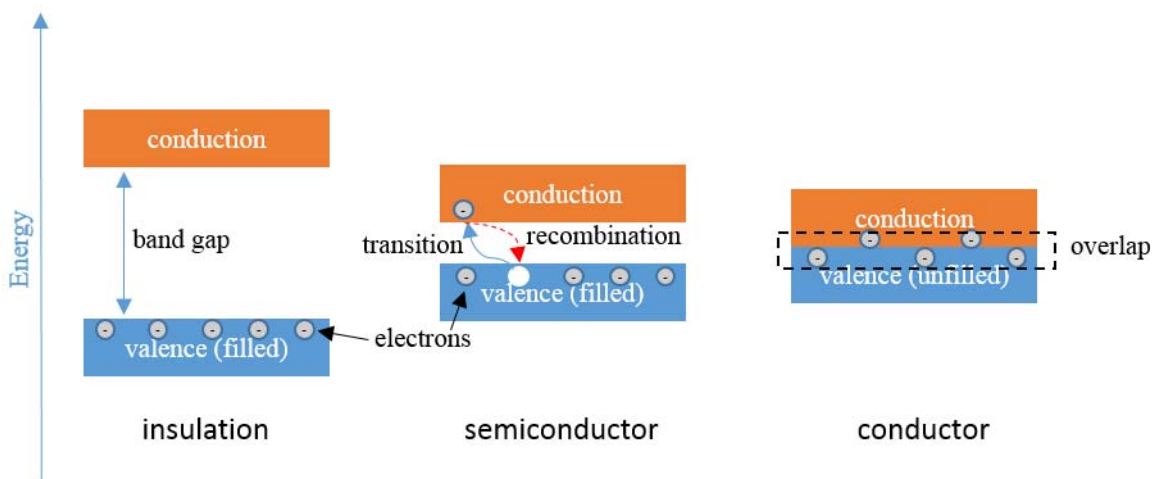 Energy
conduction
band gap
valence (filled)
insulation
conduction
transition
recombination
valence (filled)
electrons
semiconductor
conduction
overlap
valence (unfilled)
conductor